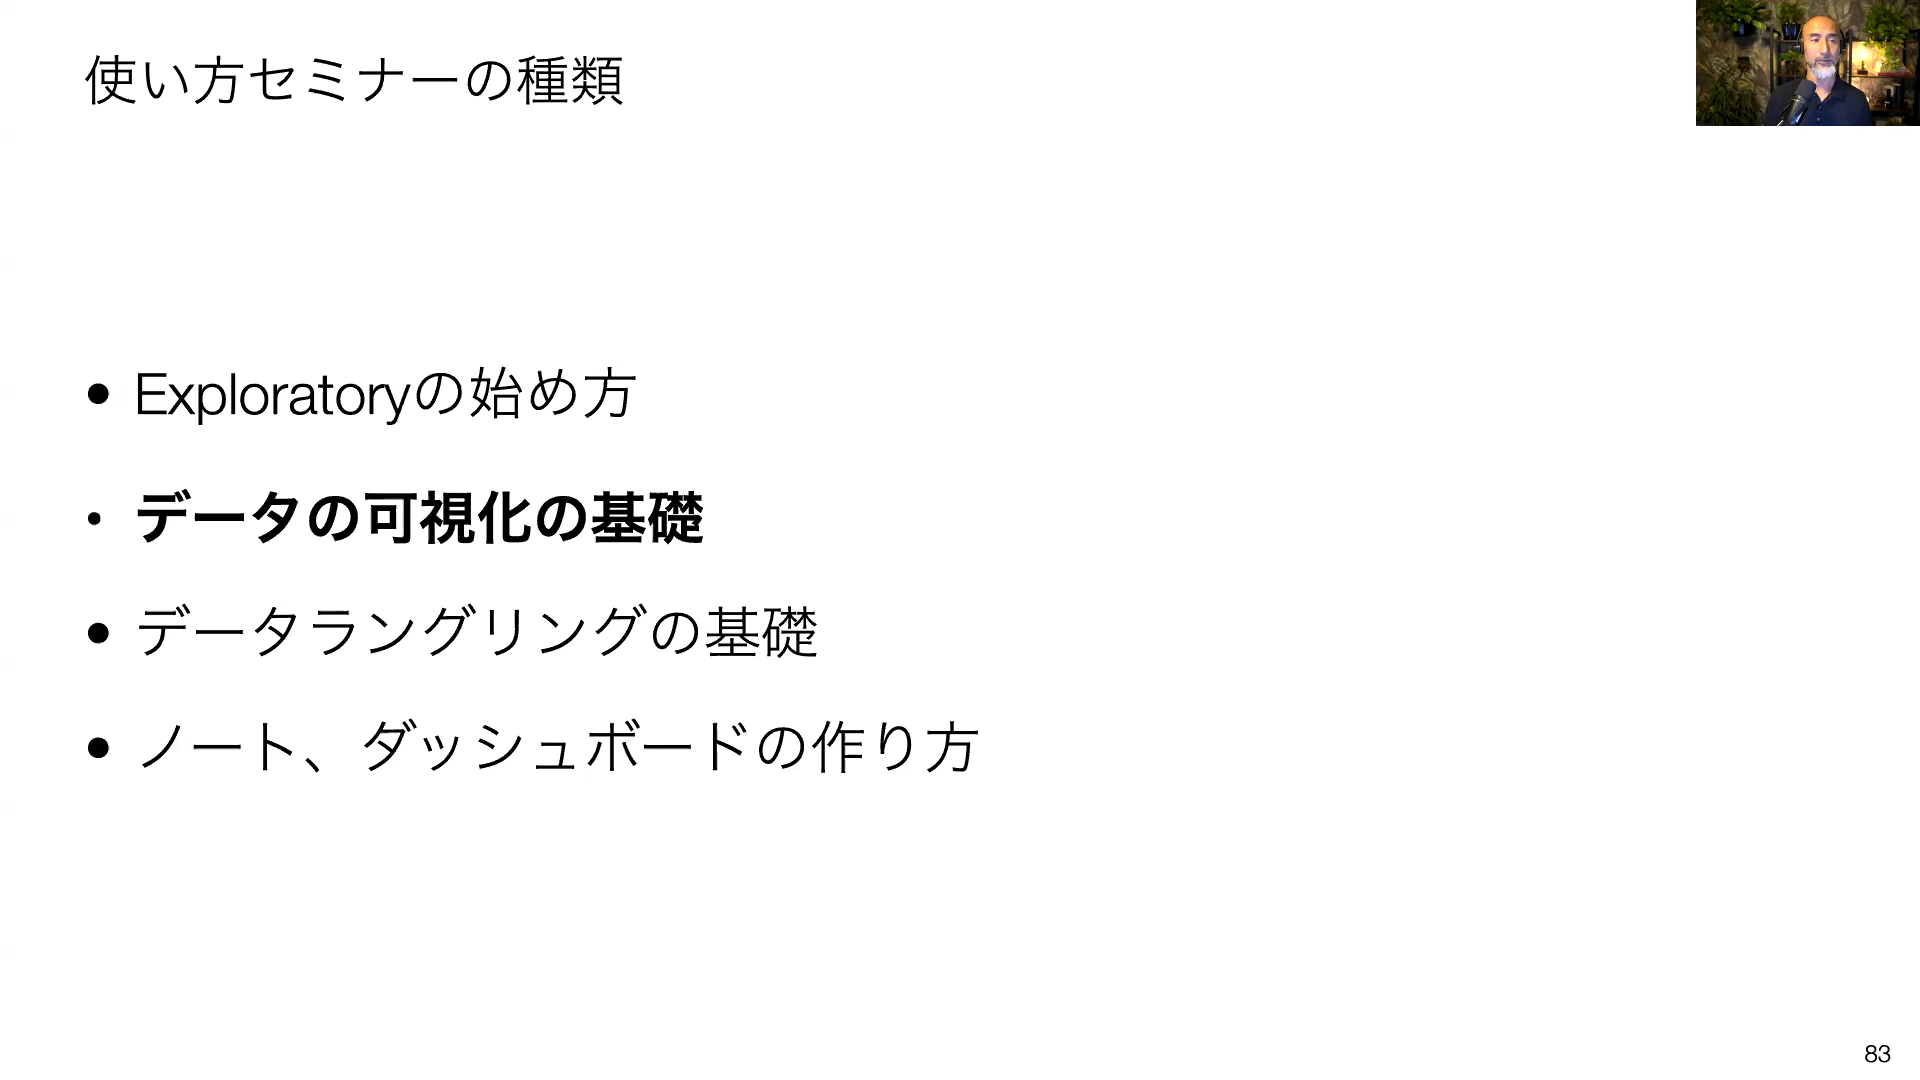 使い方セミナーの種類
• Exploratoryの始め方
• データの可視化の基礎
• データラングリングの基礎
• ノート、ダッシュボードの作り方
83